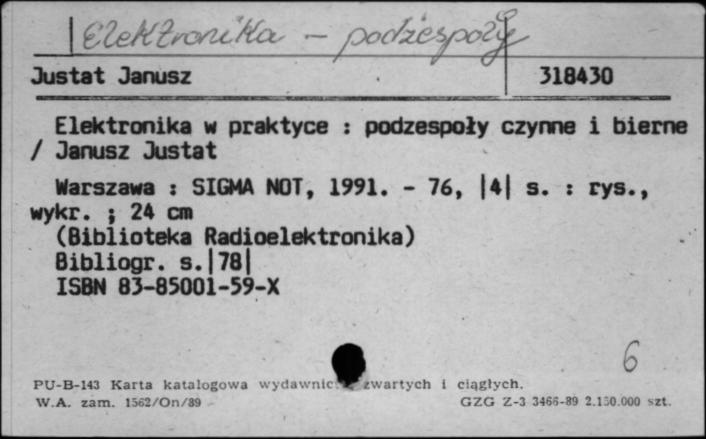 Elektronika - podzespoły
Justat Janusz 318430
Elektronika w praktyce : podzespoły czynne i bierne
/ Janusz Justat
Warszawa : SIGMA NOT, 1991. - 76, |4| s. : rys.,
wykr. ; 24 cm
(Biblioteka Radioelektronika)
Bibliogr. s.|78|
ISBN 83-85001-59-X
6
PU-B-143 Karta katalogowa zwartych i ciągłych.
W.A. zam. 1562/On/89 GZG Z-3 3466-89 2.150.000 szt.